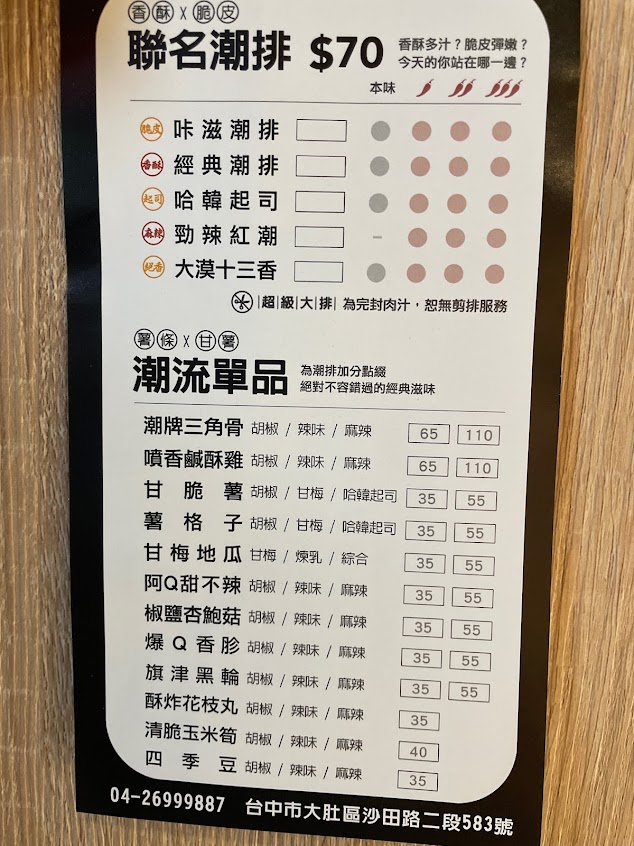 香酥 x 脆皮
聯名潮排 $70
香酥多汁?脆皮彈嫩?
今天的你站在哪一邊?
本味
脆皮 咔滋潮排
香酥 經典潮排
起司 哈韓起司
麻辣 勁辣紅潮 –
絕香 大漠十三香
|超|級|大|排| 為完封肉汁,恕無剪排服務
薯條 x 甘薯
潮流單品
為潮排加分點綴
絕對不容錯過的經典滋味
潮牌三角骨 胡椒 / 辣味 / 麻辣 65 110
噴香鹹酥雞 胡椒 / 辣味 / 麻辣 65 110
甘脆薯 胡椒 / 甘梅 / 哈韓起司 35 55
薯格子 胡椒 / 甘梅 / 哈韓起司 35 55
甘梅地瓜 甘梅 / 煉乳 / 綜合 35 55
阿Q甜不辣 胡椒 / 辣味 / 麻辣 35 55
椒鹽杏鮑菇 胡椒 / 辣味 / 麻辣 35 55
爆Q香胗 胡椒 / 辣味 / 麻辣 35 55
旗津黑輪 胡椒 / 辣味 / 麻辣 35 55
酥炸花枝丸 胡椒 / 辣味 / 麻辣 35
清脆玉米筍 胡椒 / 辣味 / 麻辣 40
四季豆 胡椒 / 辣味 / 麻辣 35
04-26999887 台中市大肚區沙田路二段583號